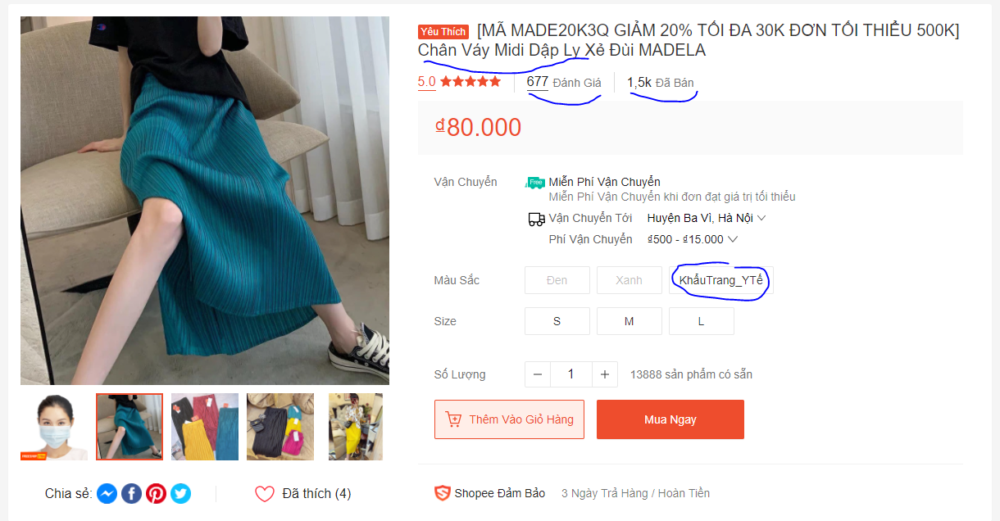 Yêu Thích [MÃ MADE20K3Q GIẢM 20% TỐI ĐA 30K ĐƠN TỐI THIỂU 500K]
Chân Váy Midi Dập Ly Xẻ Đùi MADELA
5.0 677 Đánh Giá 1,5k Đã Bán
₫80.000
Vận Chuyển Free Miễn Phí Vận Chuyển
Miễn Phí Vận Chuyển khi đơn đạt giá trị tối thiểu
Vận Chuyển Tới Huyện Ba Vì, Hà Nội
Phí Vận Chuyển ₫500 - ₫15.000
Màu Sắc Đen Xanh KhẩuTrang_YTế
Size S M L
Số Lượng − 1 + 13888 sản phẩm có sẵn
Thêm Vào Giỏ Hàng Mua Ngay
Chia sẻ: Đã thích (4)
Shopee Đảm Bảo 3 Ngày Trả Hàng / Hoàn Tiền